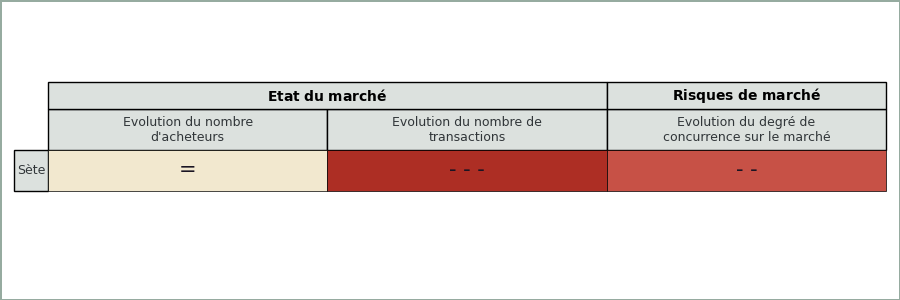 Etat du marché
Risques de marché
Evolution du nombre
d'acheteurs
Evolution du nombre de
transactions
Evolution du degré de
concurrence sur le marché
Sète
=
- - -
- -